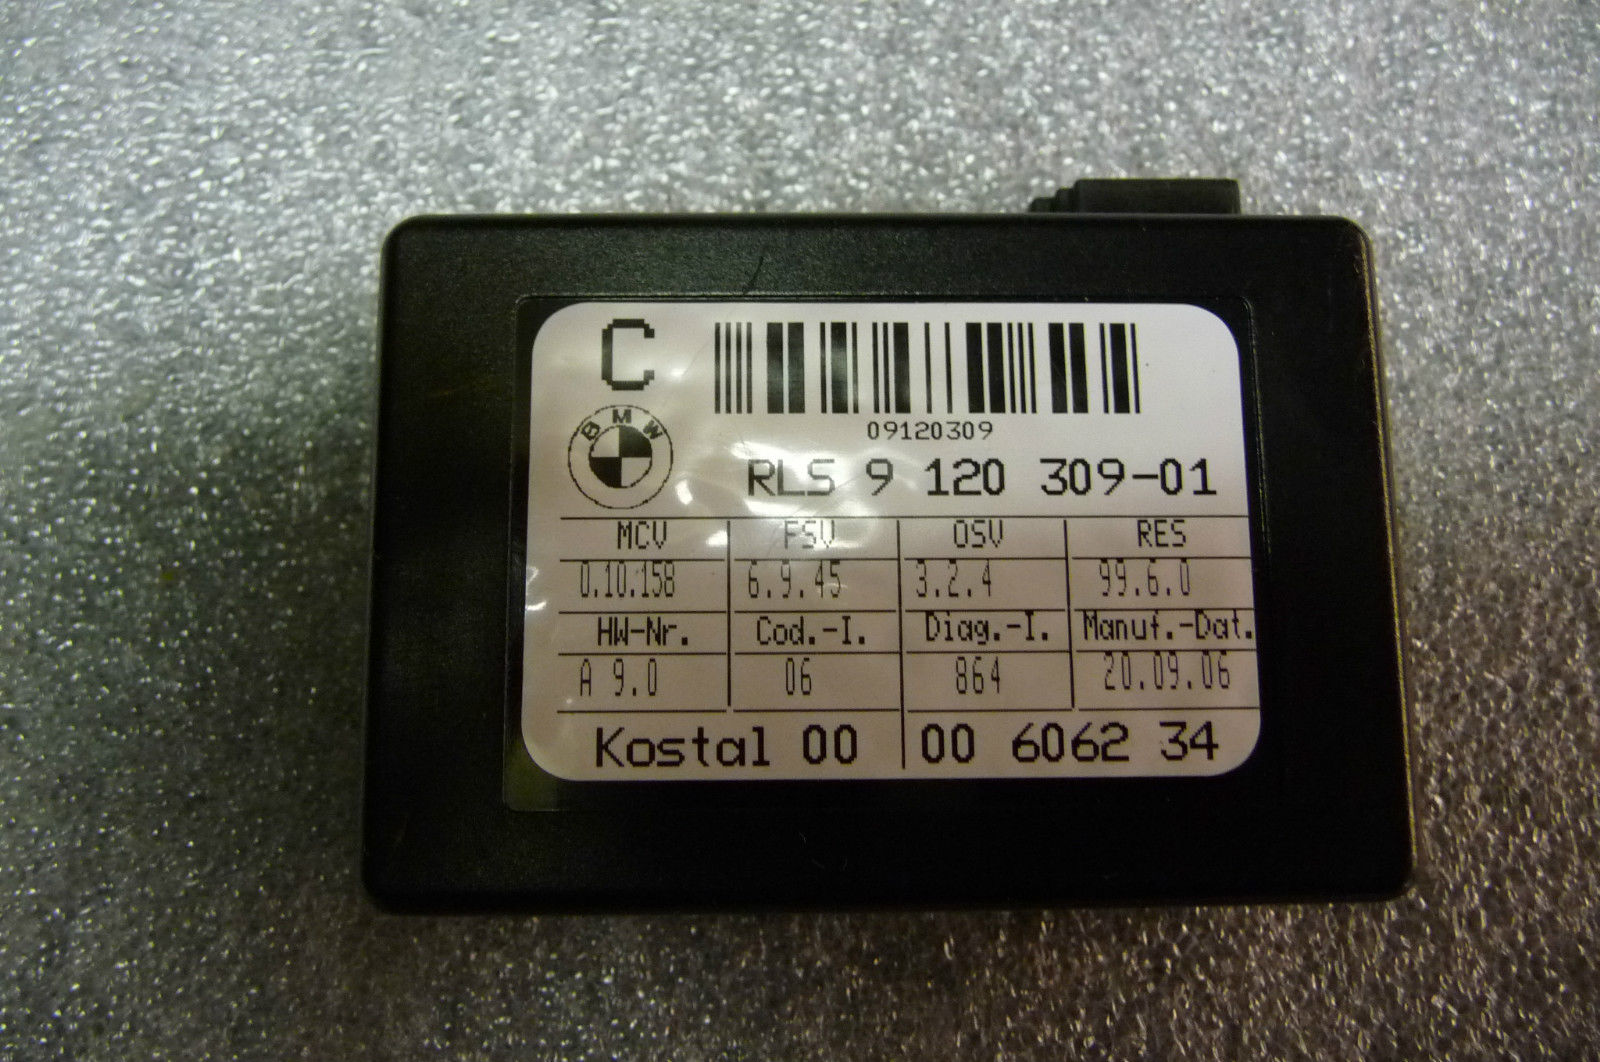 C
BMW
09120309
RLS 9 120 309-01
MCV FSV OSV RES
0.10.158 6.9.45 3.2.4 99.6.0
HW-Nr. Cod.-I. Diag.-I. Manuf.-Dat.
A 9.0 06 864 20.09.06
Kostal 00 00 6062 34